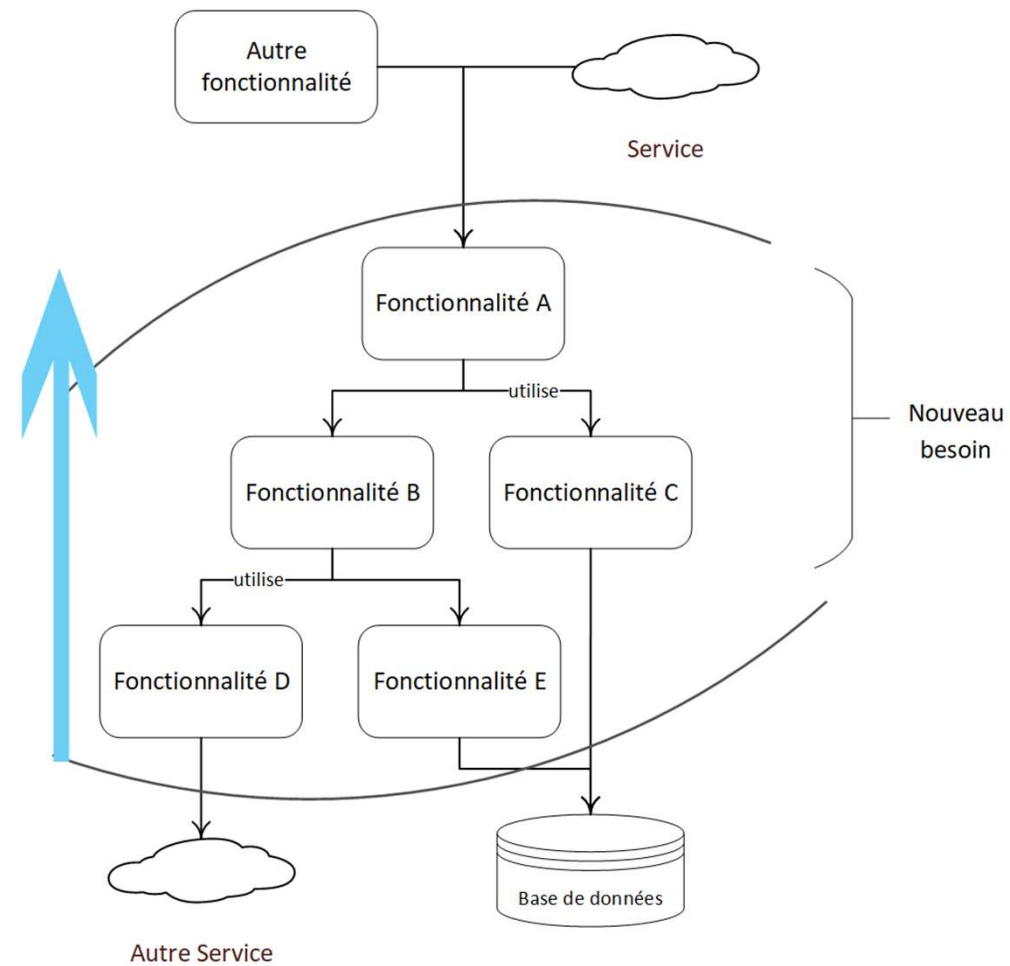 Autre
fonctionnalité
Service
Fonctionnalité A
utilise
Nouveau
besoin
Fonctionnalité B
Fonctionnalité C
utilise
Fonctionnalité D
Fonctionnalité E
Base de données
Autre Service